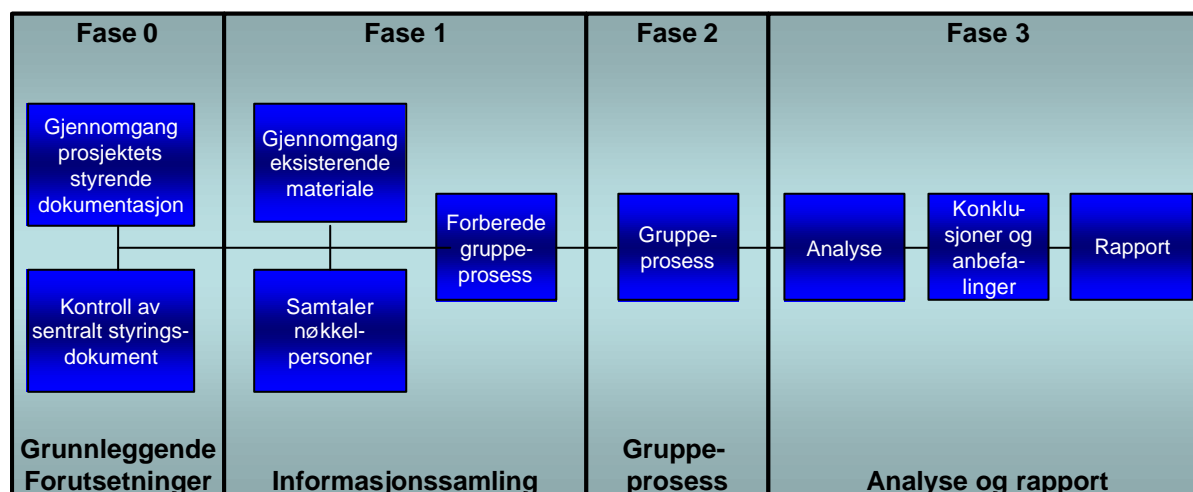 Fase 0
Fase 1
Fase 2
Fase 3
Gjennomgang
prosjektets
styrende
dokumentasjon
Kontroll av
sentralt styrings-
dokument
Gjennomgang
eksisterende
materiale
Samtaler
nøkkel-
personer
Forberede
gruppe-
prosess
Gruppe-
prosess
Analyse
Konklu-
sjoner og
anbefa-
linger
Rapport
Grunnleggende
Forutsetninger
Informasjonssamling
Gruppe-
prosess
Analyse og rapport